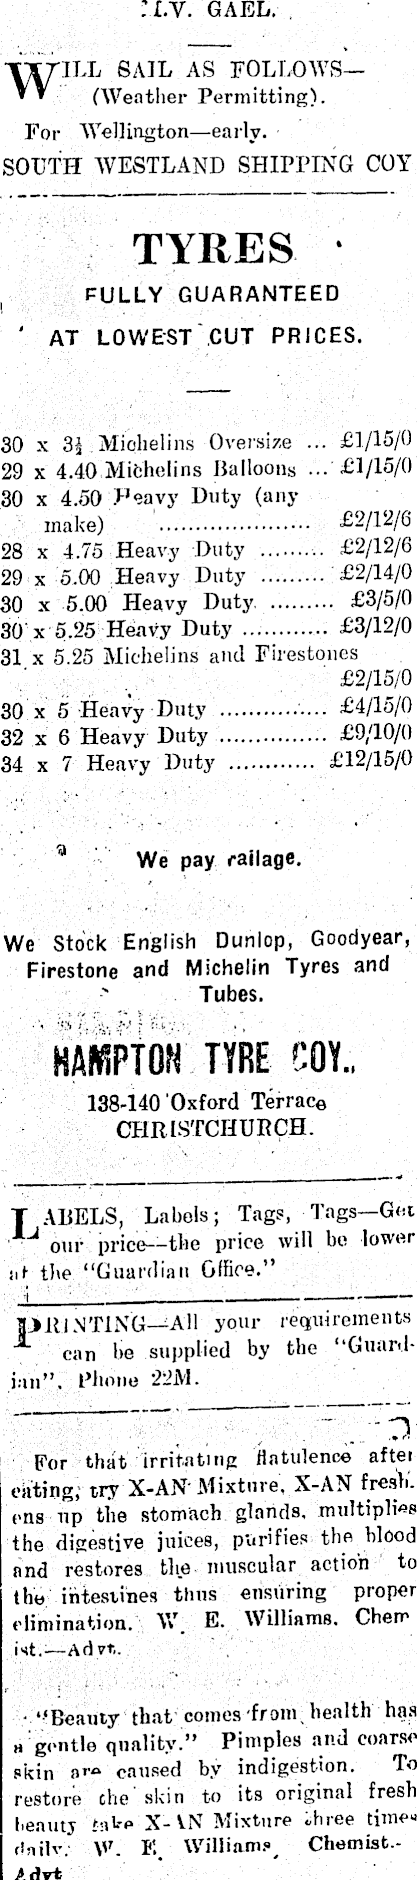 M.V. GAEL.
WILL SAIL AS FOLLOWS—
(Weather Permitting).
For Wellington—early.
SOUTH WESTLAND SHIPPING COY
TYRES
FULLY GUARANTEED
AT LOWEST CUT PRICES.
30 x 3½ Michelins Oversize ... £1/15/0
29 x 4.40 Michelins Balloons ... £1/15/0
30 x 4.50 Heavy Duty (any
make) .................... £2/12/6
28 x 4.75 Heavy Duty ......... £2/12/6
29 x 5.00 Heavy Duty ......... £2/14/0
30 x 5.00 Heavy Duty. ......... £3/5/0
30 x 5.25 Heavy Duty ............ £3/12/0
31 x 5.25 Michelins and Firestones
£2/15/0
30 x 5 Heavy Duty ............... £4/15/0
32 x 6 Heavy Duty ............... £9/10/0
34 x 7 Heavy Duty ............ £12/15/0
We pay railage.
We Stock English Dunlop, Goodyear,
Firestone and Michelin Tyres and
Tubes.
HAMPTON TYRE COY.,
138-140 Oxford Terrace
CHRISTCHURCH.
LABELS, Labels; Tags, Tags—Get
our price—the price will be lower
at the "Guardian Office."
PRINTING—All your requirements
can be supplied by the "Guard-
ian". Phone 22M.
For that irritating flatulence after
eating, try X-AN Mixture, X-AN fresh-
ens up the stomach glands, multiplies
the digestive juices, purifies the blood
and restores the muscular action to
the intestines thus ensuring proper
elimination. W. E. Williams. Chem
ist.—Advt.
"Beauty that comes from health has
a gentle quality." Pimples and coarse
skin are caused by indigestion. To
restore the skin to its original fresh
beauty take X-AN Mixture three times
daily. W. E. Williams, Chemist.-
Advt